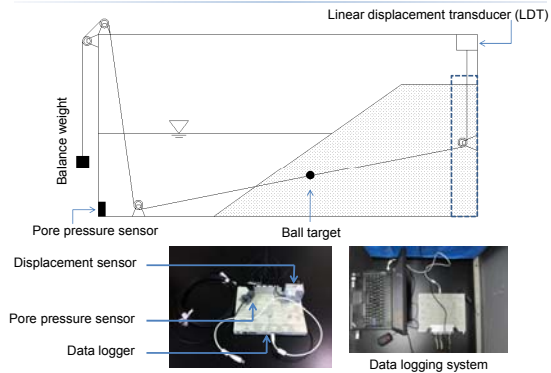 Linear displacement transducer (LDT)
Balance weight
Pore pressure sensor
Ball target
Displacement sensor
Pore pressure sensor
Data logger
Data logging system